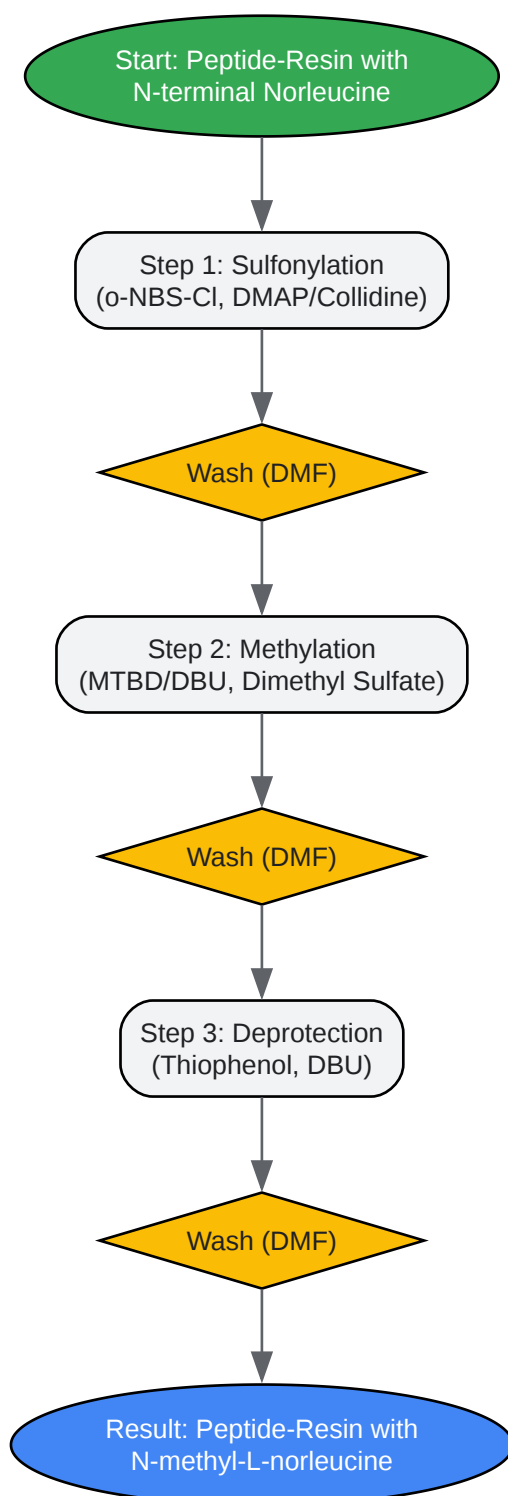 Start: Peptide-Resin with
N-terminal Norleucine
Step 1: Sulfonylation
(o-NBS-Cl, DMAP/Collidine)
Wash (DMF)
Step 2: Methylation
(MTBD/DBU, Dimethyl Sulfate)
Wash (DMF)
Step 3: Deprotection
(Thiophenol, DBU)
Wash (DMF)
Result: Peptide-Resin with
N-methyl-L-norleucine